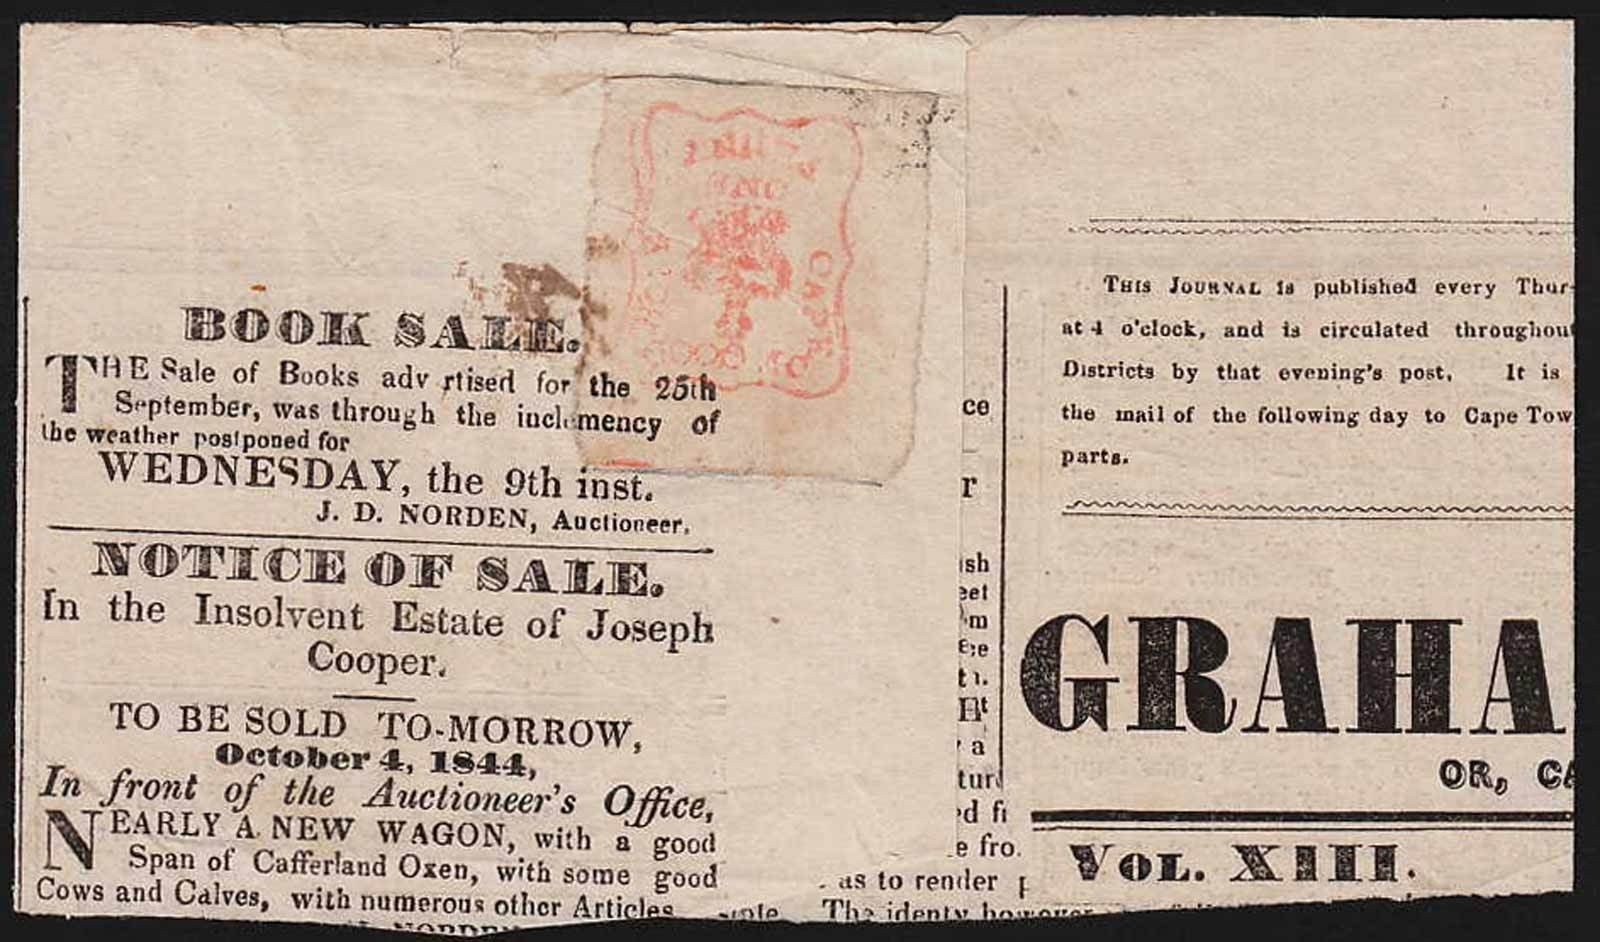 BOOK SALE.
THE Sale of Books adv rtised for the 25th
September, was through the inclemency of
the weather postponed for
WEDNESDAY, the 9th inst.
J. D. NORDEN, Auctioneer.
NOTICE OF SALE.
In the Insolvent Estate of Joseph
Cooper.
TO BE SOLD TO-MORROW,
October 4, 1844,
In front of the Auctioneer's Office,
NEARLY A NEW WAGON, with a good
Span of Cafferland Oxen, with some good
Cows and Calves, with numerous other Articles
CAPE OF GOOD
ce
r
ish
eet
m
t
a
ture
d fi
e fro
as to render
The identy however
THIS JOURNAL is published every Thur-
at 4 o'clock, and is circulated throughout
Districts by that evening's post. It is
the mail of the following day to Cape Tow
parts.
GRAHA
OR, CA
VOL. XIII.